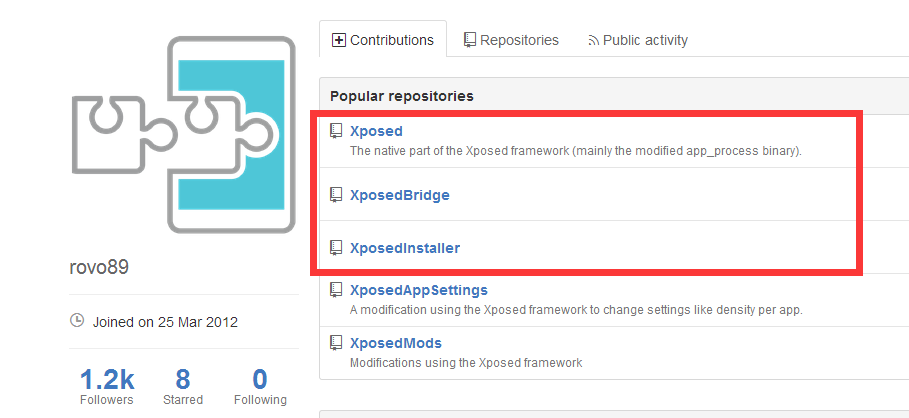 Contributions
Repositories
Public activity
Popular repositories
Xposed
The native part of the Xposed framework (mainly the modified app_process binary).
XposedBridge
XposedInstaller
XposedAppSettings
A modification using the Xposed framework to change settings like density per app.
XposedMods
Modifications using the Xposed framework
rovo89
Joined on 25 Mar 2012
1.2k 8 0
Followers Starred Following